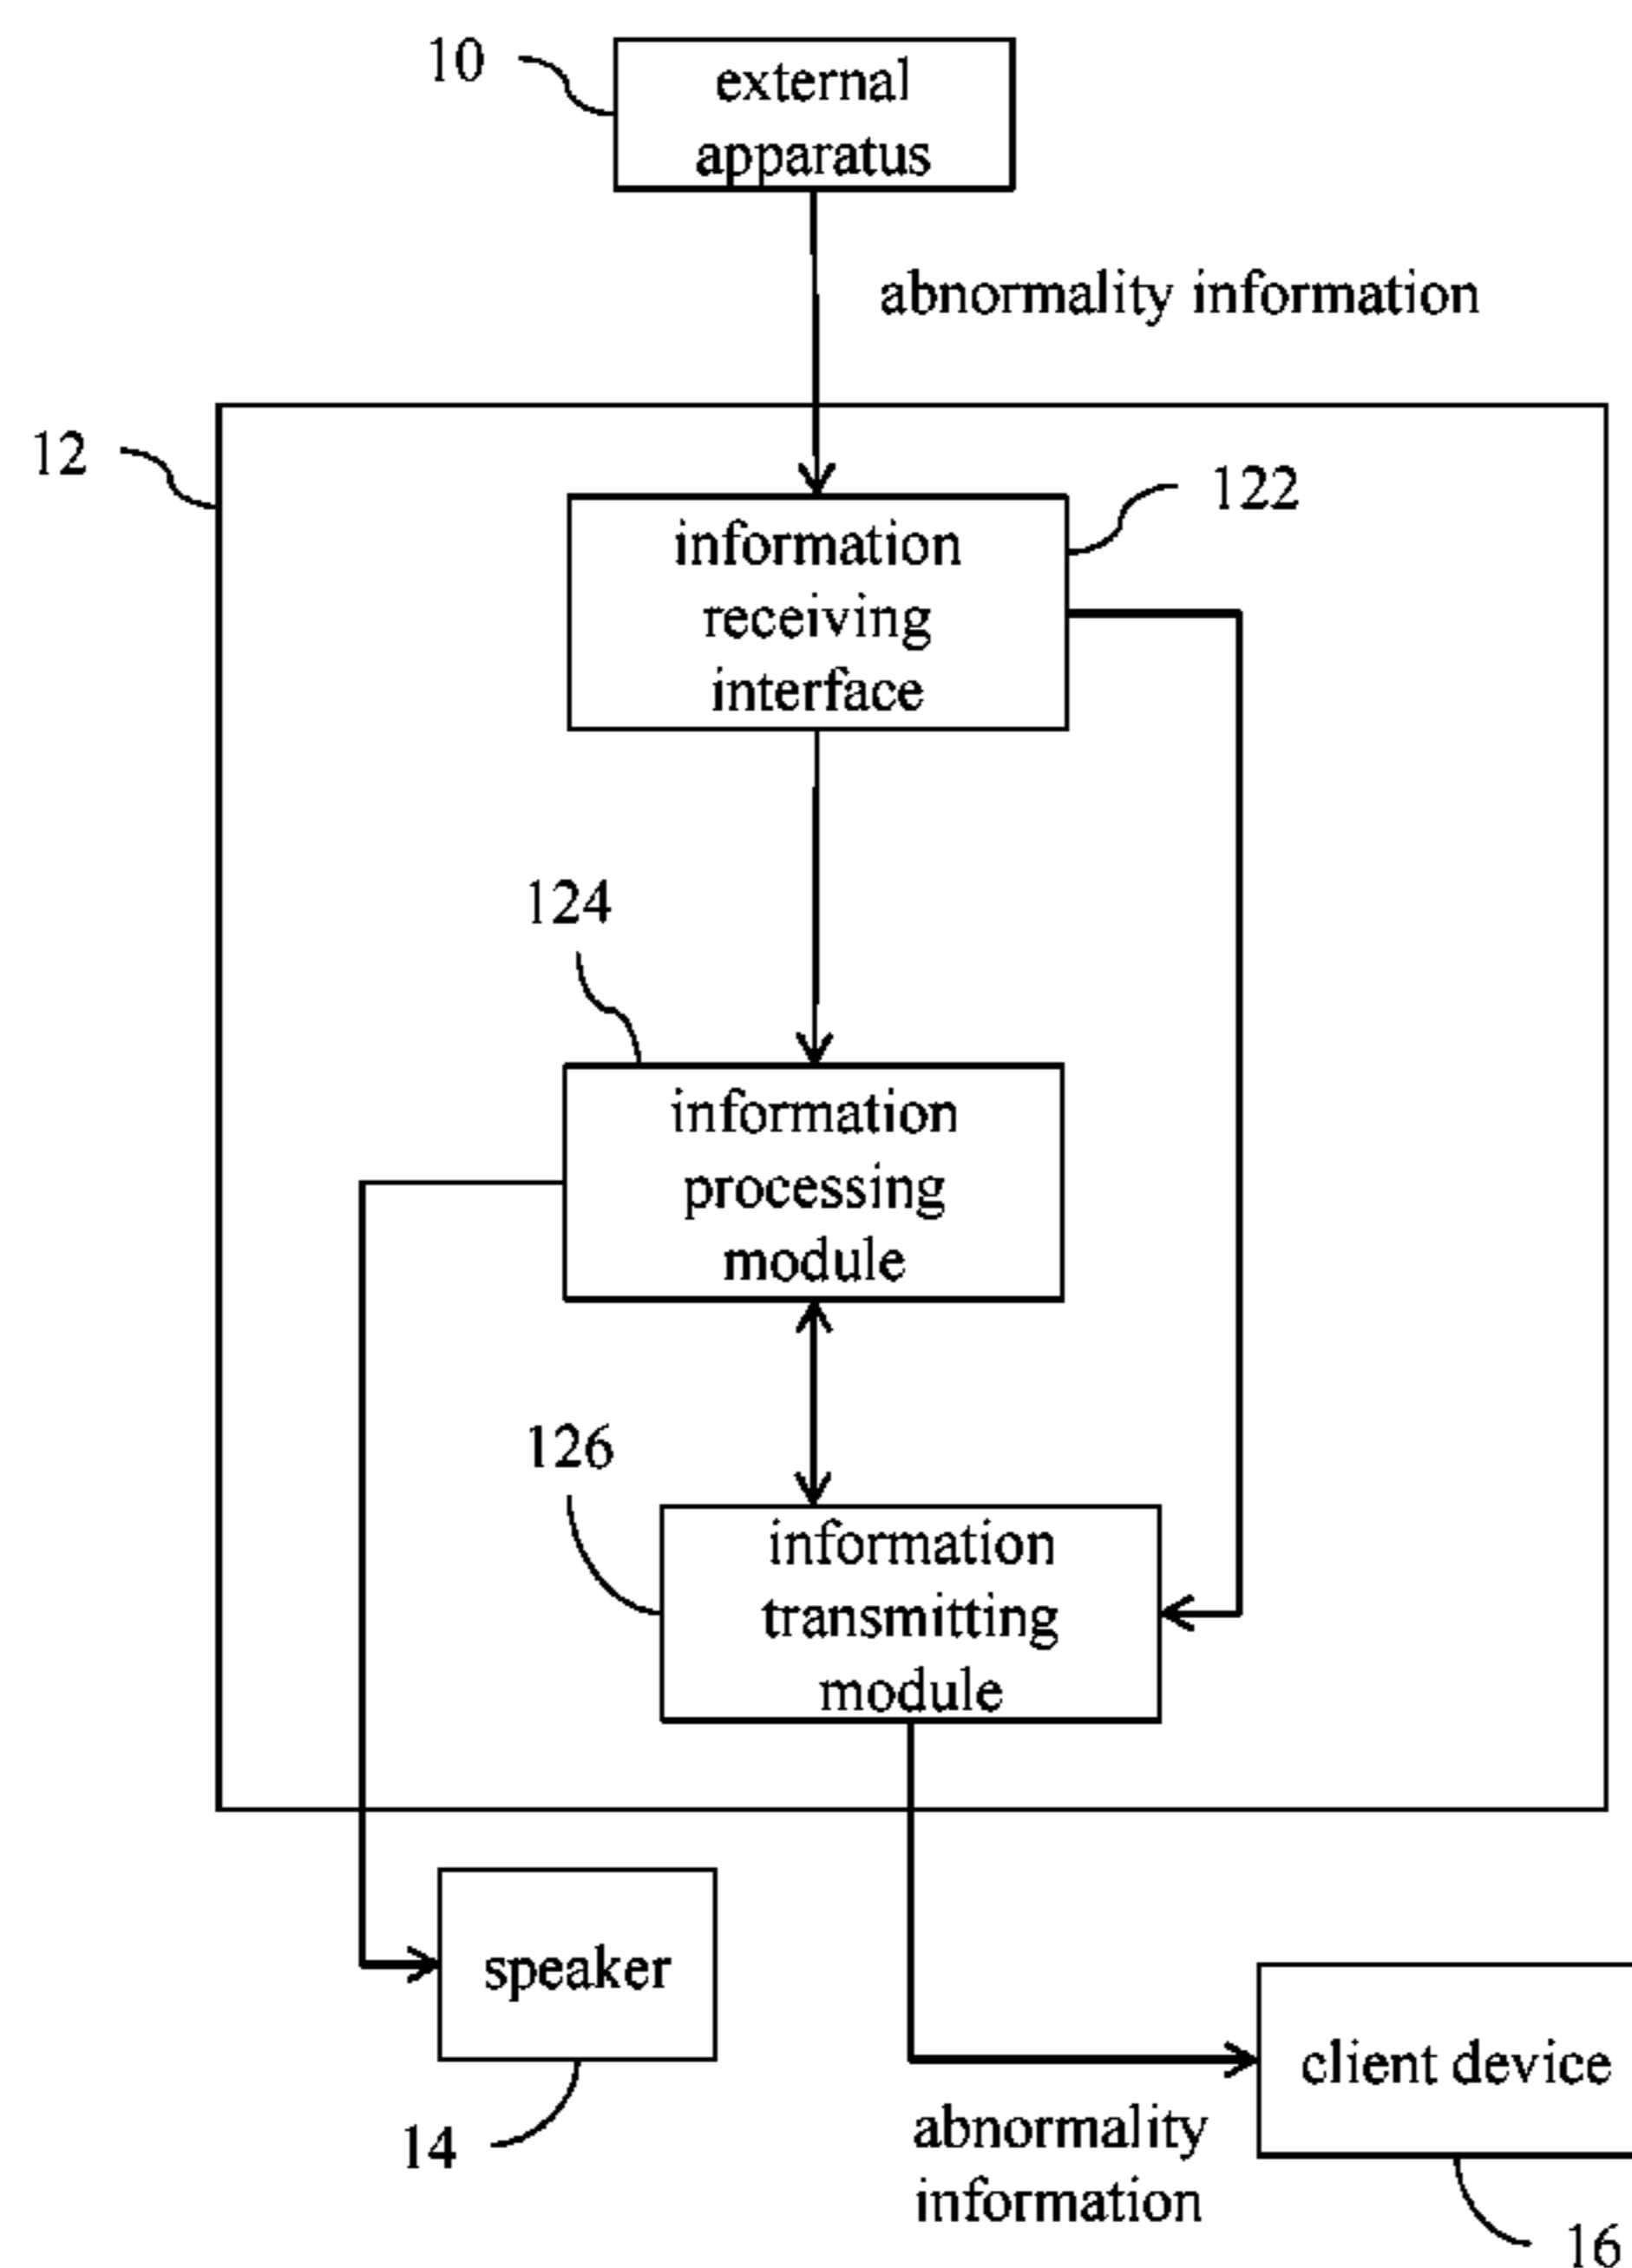 10
external
apparatus
abnormality information
12
122
information
receiving
interface
124
information
processing
module
126
information
transmitting
module
speaker
client device
14
abnormality
information
16